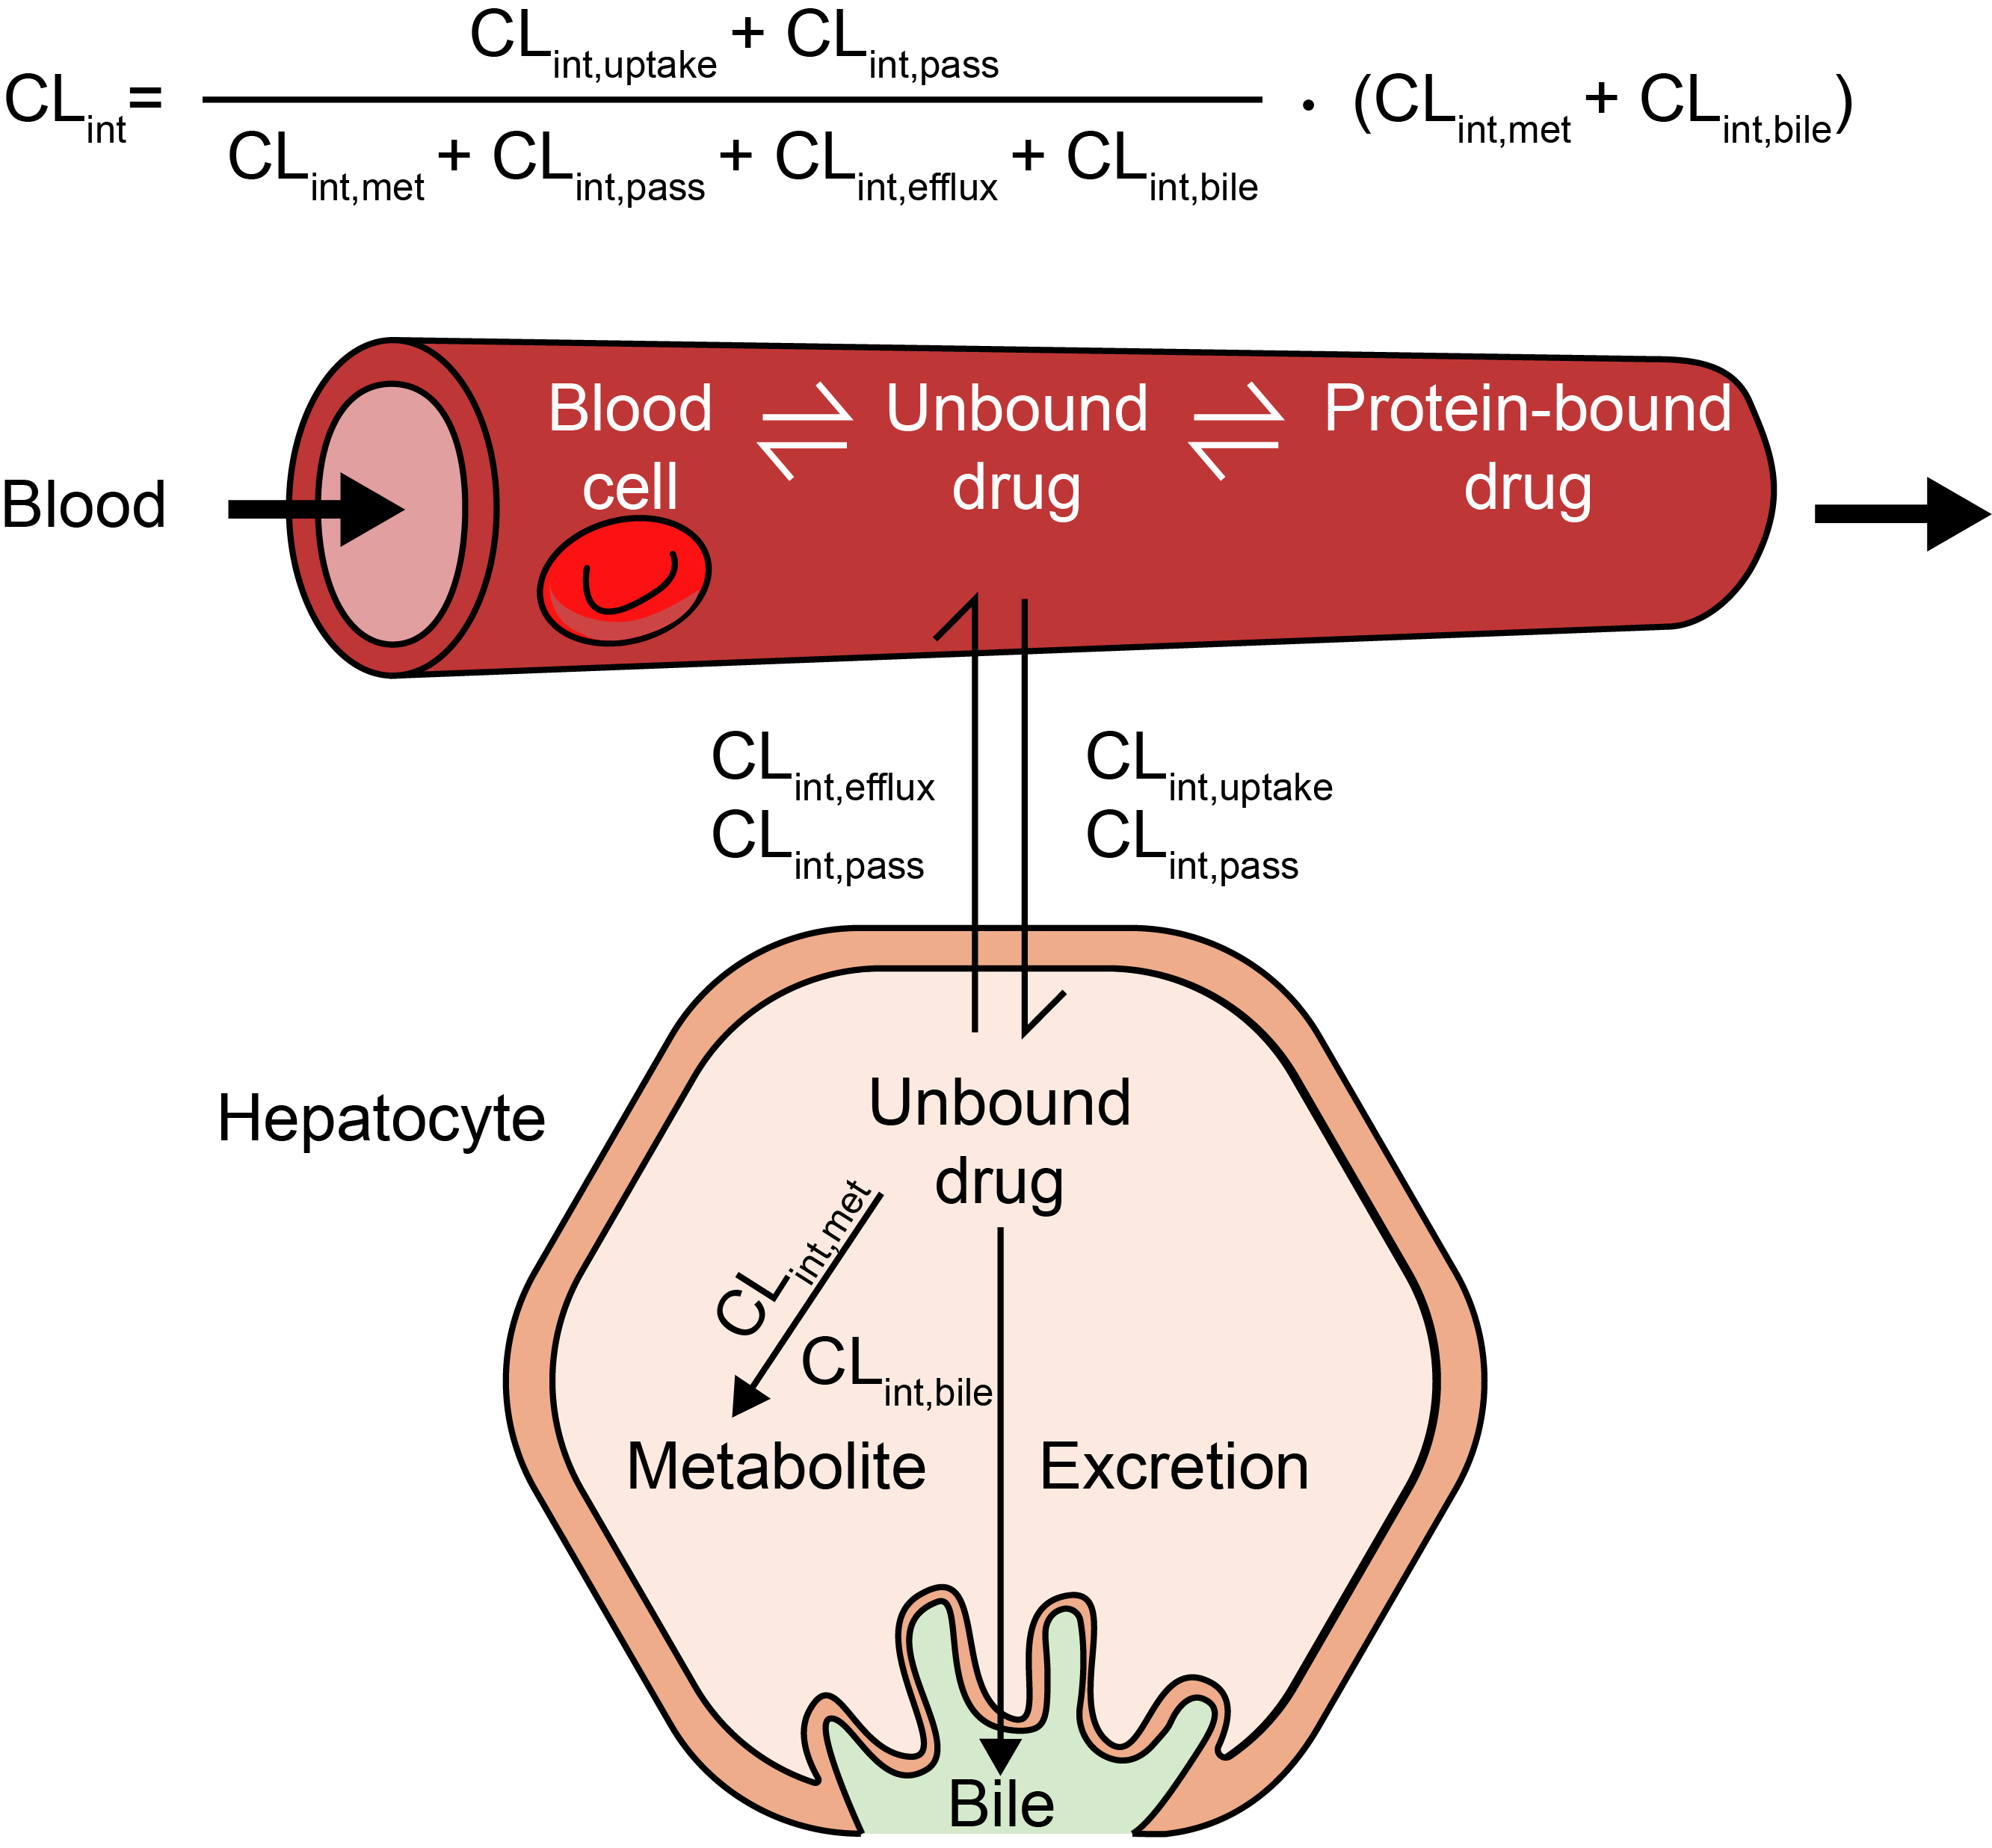 CLint,uptake + CLint,pass
CLint= · (CLint,met + CLint,bile)
CLint,met + CLint,pass + CLint,efflux + CLint,bile
Blood cell ⇌ Unbound drug ⇌ Protein-bound drug
Blood
CLint,efflux CLint,uptake
CLint,pass CLint,pass
Hepatocyte
Unbound
drug
CLint,met
CLint,bile
Metabolite Excretion
Bile